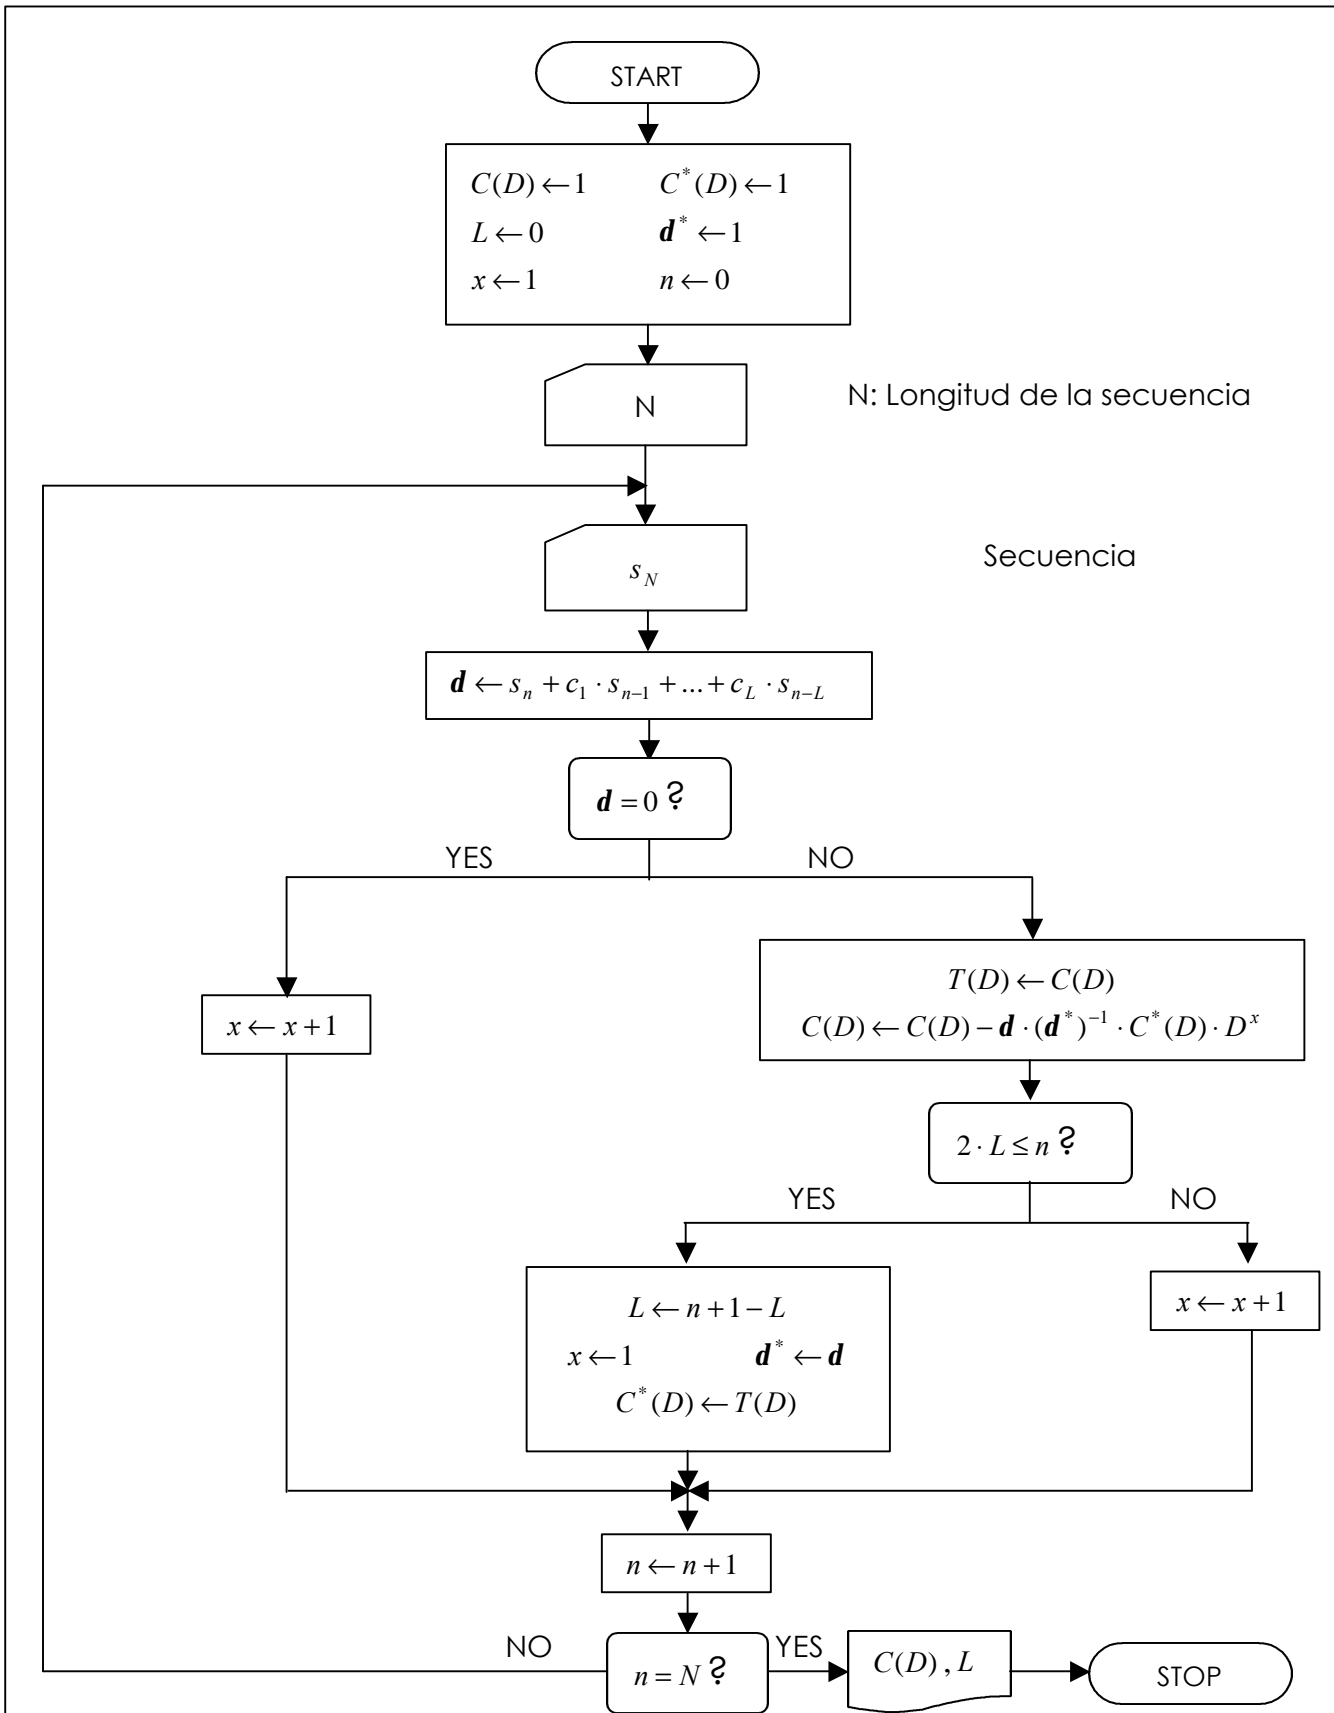 START
C(D) ← 1 C*(D) ← 1
L ← 0 d* ← 1
x ← 1 n ← 0
N
N: Longitud de la secuencia
Secuencia
s_N
d ← s_n + c_1 · s_{n-1} + ... + c_L · s_{n-L}
d = 0 ?
YES NO
T(D) ← C(D)
x ← x + 1
C(D) ← C(D) − d · (d*)^{-1} · C*(D) · D^x
2 · L ≤ n ?
YES NO
L ← n + 1 − L
x ← x + 1
x ← 1 d* ← d
C*(D) ← T(D)
n ← n + 1
NO
n = N ?
YES
C(D) , L
STOP